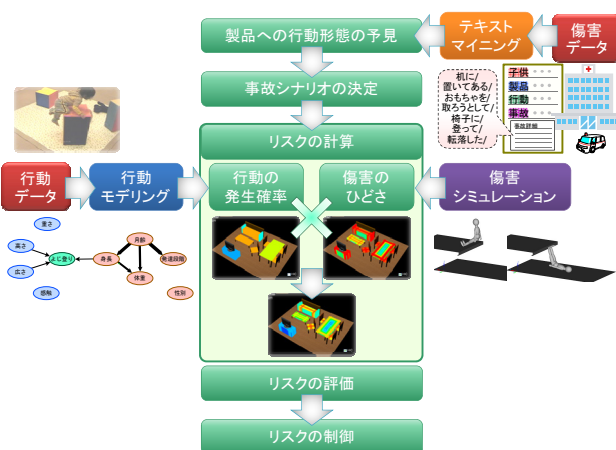 製品への行動形態の予見
テキスト
マイニング
傷害
データ
事故シナリオの決定
机に/
置いてある/
おもちゃを/
取ろうとして/
椅子に/
登って/
転落した/
子供
製品
行動
事故
事故詳細
リスクの計算
行動
データ
行動
モデリング
行動の
発生確率
傷害の
ひどさ
傷害
シミュレーション
重さ
高さ
広さ
よじ登り
感触
身長
月齢
発達段階
体重
性別
リスクの評価
リスクの制御